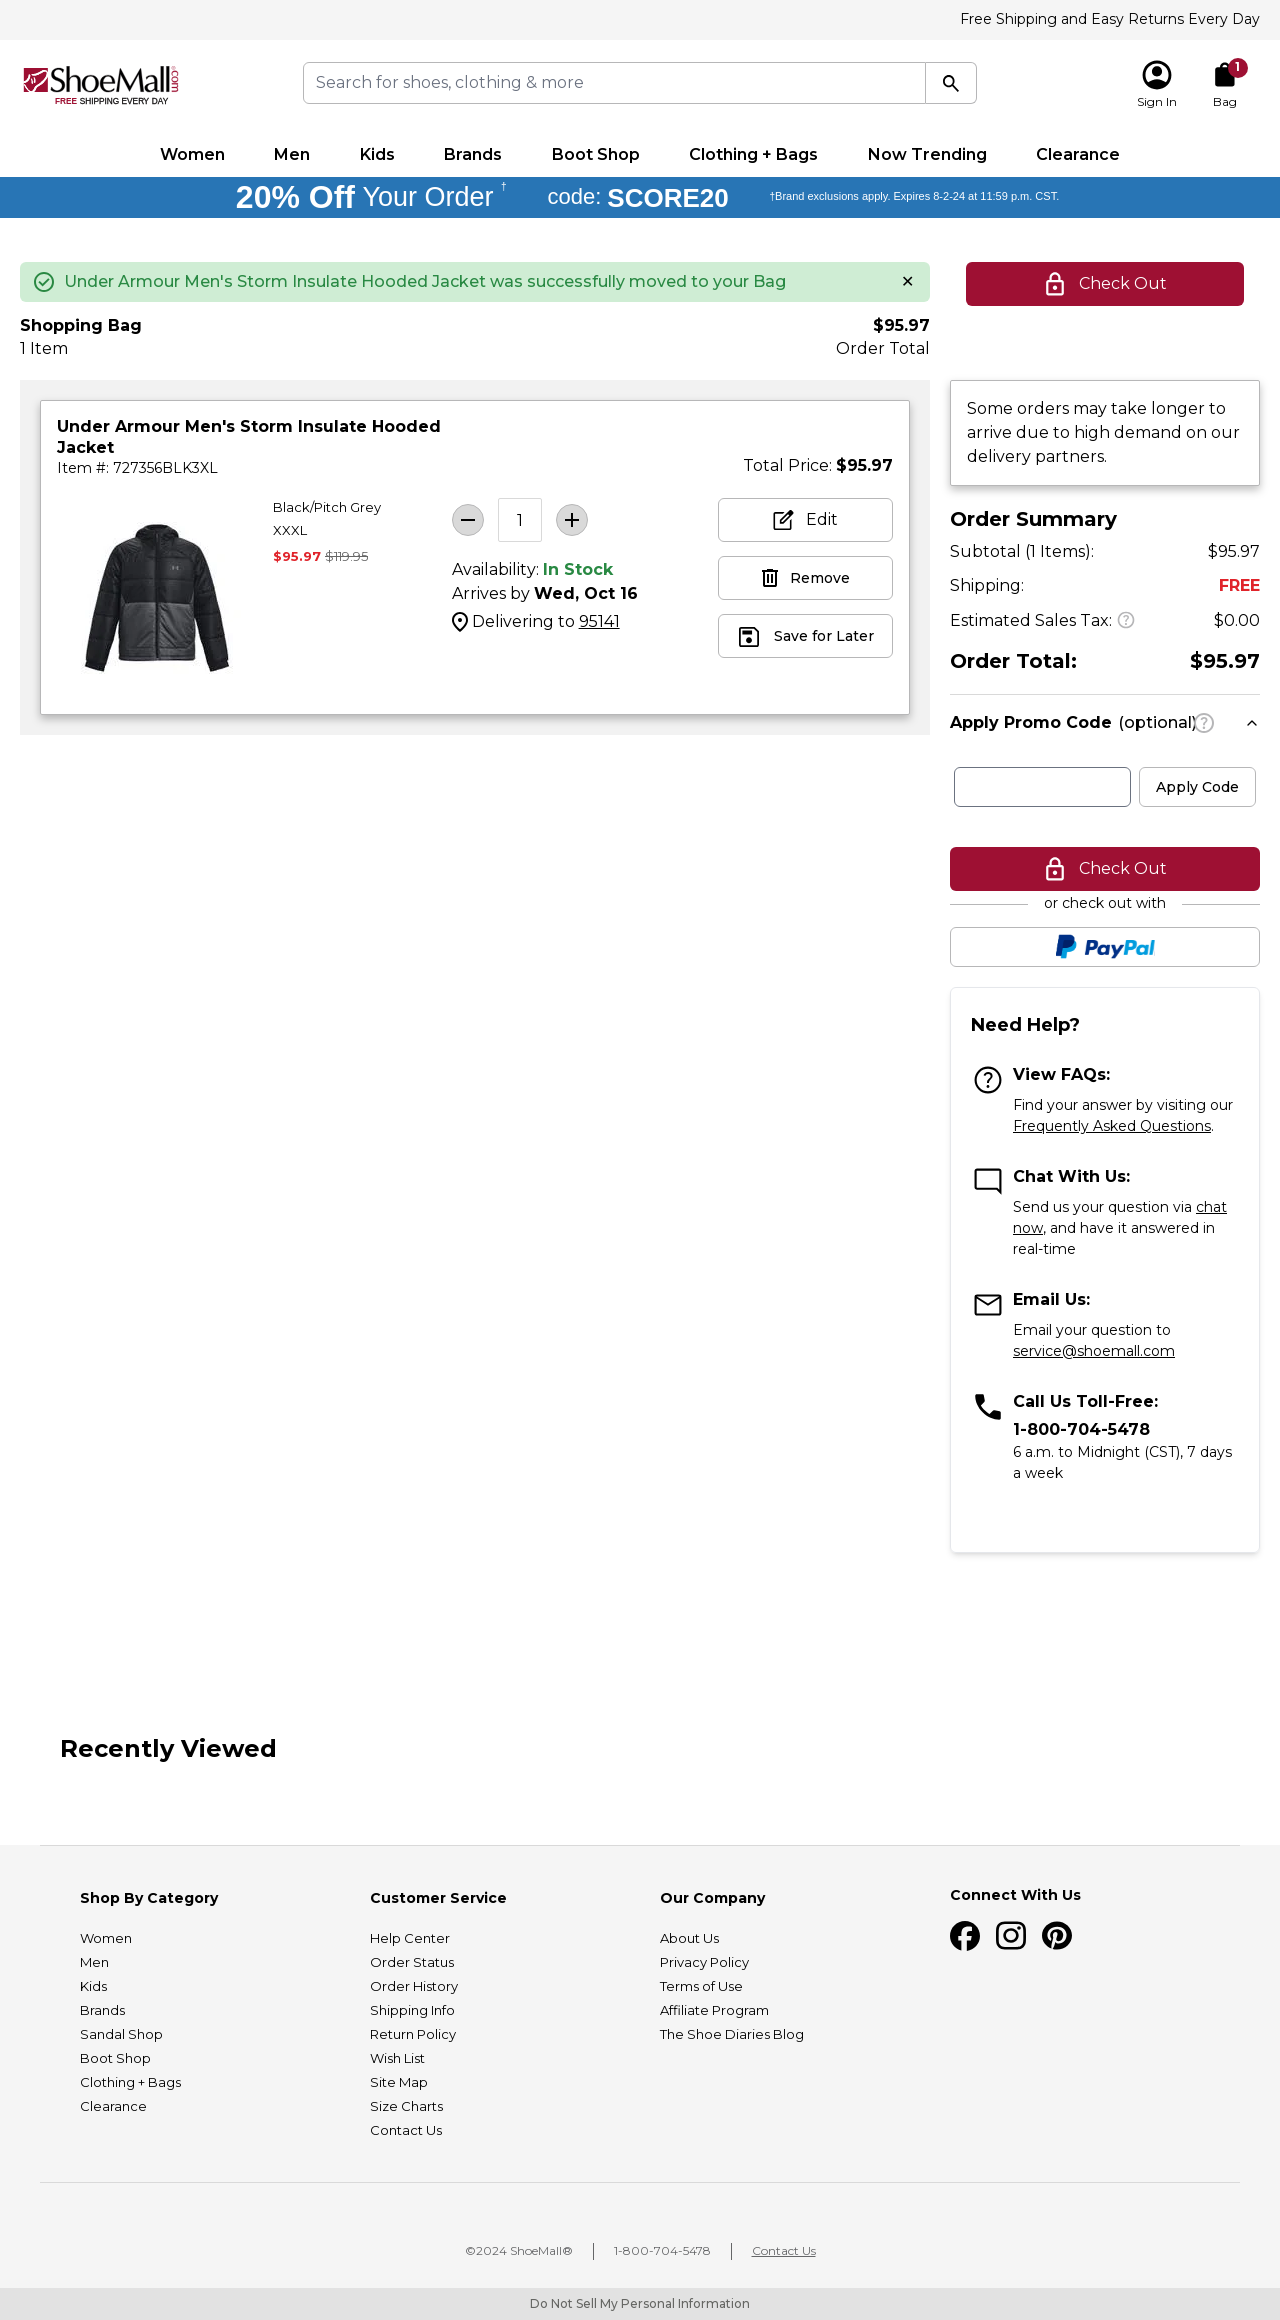 Free Shipping and Easy Returns Every Day
ShoeMall.com
FREE SHIPPING EVERY DAY
Search for shoes, clothing & more
Sign In
1
Bag
Women Men Kids Brands Boot Shop Clothing + Bags Now Trending Clearance
20% Off Your Order † code: SCORE20 †Brand exclusions apply. Expires 8-2-24 at 11:59 p.m. CST.
Under Armour Men's Storm Insulate Hooded Jacket was successfully moved to your Bag
Check Out
Shopping Bag $95.97
1 Item Order Total
Under Armour Men's Storm Insulate Hooded
Jacket
Item #: 727356BLK3XL
Total Price: $95.97
Black/Pitch Grey
XXXL
$95.97 $119.95
1
Availability: In Stock
Arrives by Wed, Oct 16
Delivering to 95141
Edit
Remove
Save for Later
Some orders may take longer to
arrive due to high demand on our
delivery partners.
Order Summary
Subtotal (1 Items): $95.97
Shipping: FREE
Estimated Sales Tax: ? $0.00
Order Total: $95.97
Apply Promo Code (optional) ?
Apply Code
Check Out
or check out with
PayPal
Need Help?
View FAQs:
Find your answer by visiting our
Frequently Asked Questions.
Chat With Us:
Send us your question via chat
now, and have it answered in
real-time
Email Us:
Email your question to
service@shoemall.com
Call Us Toll-Free:
1-800-704-5478
6 a.m. to Midnight (CST), 7 days
a week
Recently Viewed
Shop By Category
Women
Men
Kids
Brands
Sandal Shop
Boot Shop
Clothing + Bags
Clearance
Customer Service
Help Center
Order Status
Order History
Shipping Info
Return Policy
Wish List
Site Map
Size Charts
Contact Us
Our Company
About Us
Privacy Policy
Terms of Use
Affiliate Program
The Shoe Diaries Blog
Connect With Us
©2024 ShoeMall® 1-800-704-5478 Contact Us
Do Not Sell My Personal Information